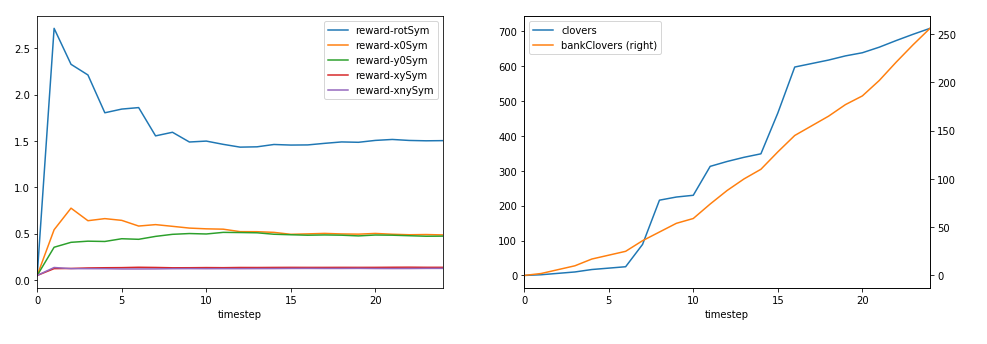 reward-rotSym
reward-x0Sym
reward-y0Sym
reward-xySym
reward-xnySym
2.5
2.0
1.5
1.0
0.5
0.0
0 5 10 15 20
timestep
clovers
bankClovers (right)
700
600
500
400
300
200
100
0
250
200
150
100
50
0
0 5 10 15 20
timestep